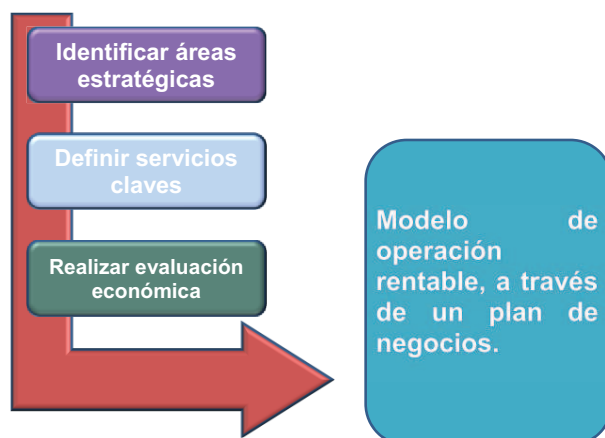 Identificar áreas
estratégicas
Definir servicios
claves
Realizar evaluación
económica
Modelo de
operación
rentable, a través
de un plan de
negocios.